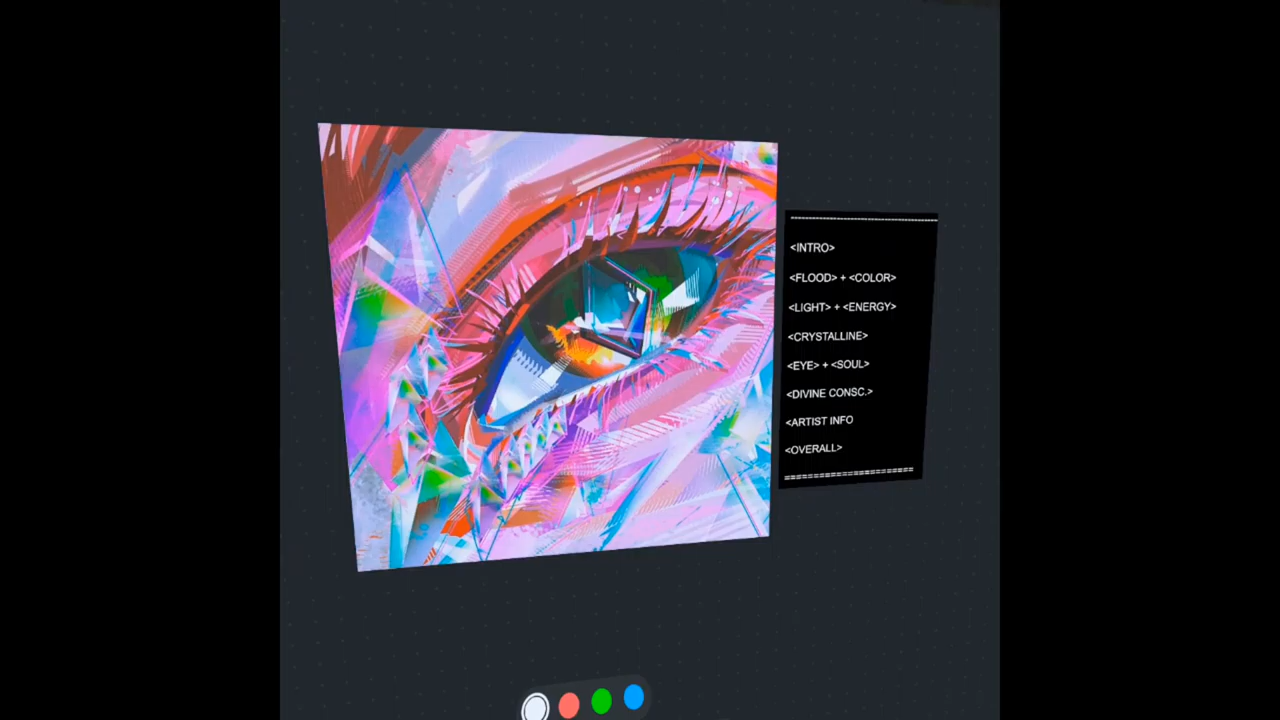 ==========================
<INTRO>
<FLOOD> + <COLOR>
<LIGHT> + <ENERGY>
<CRYSTALLINE>
<EYE> + <SOUL>
<DIVINE CONSC.>
<ARTIST INFO
<OVERALL>
======================